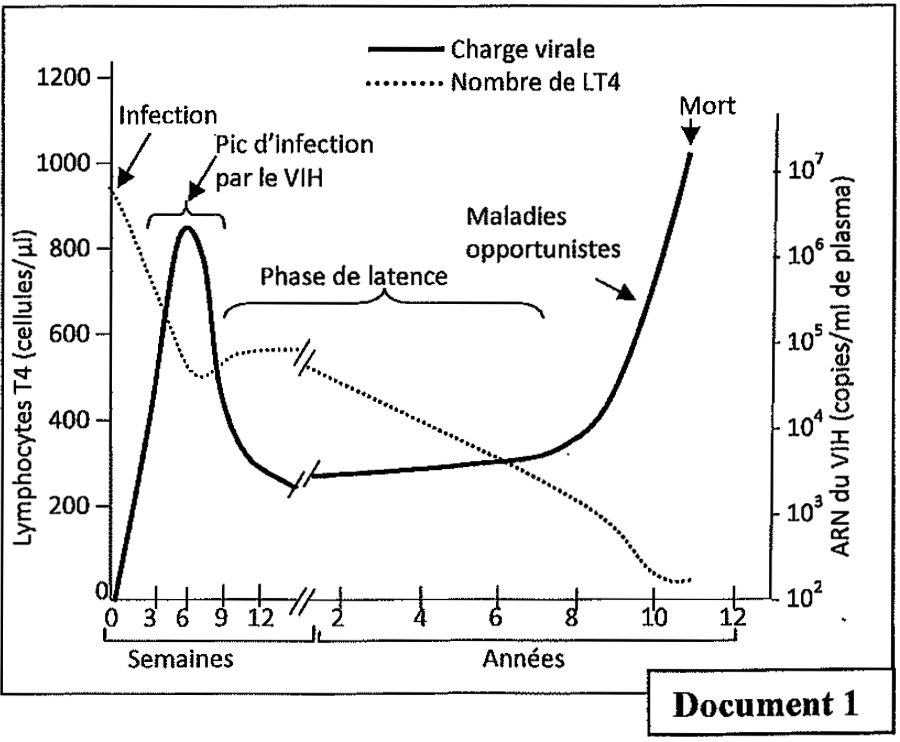 Charge virale
Nombre de LT4
1200
1000
800
600
400
200
0
Lymphocytes T4 (cellules/µl)
Infection
Pic d'infection
par le VIH
Phase de latence
Maladies
opportunistes
Mort
10⁷
10⁶
10⁵
10⁴
10³
10²
ARN du VIH (copies/ml de plasma)
0 3 6 9 12 2 4 6 8 10 12
Semaines Années
Document 1